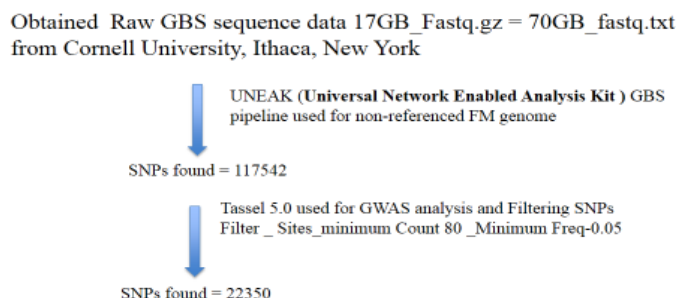 Obtained Raw GBS sequence data 17GB_Fastq.gz = 70GB_fastq.txt
from Cornell University, Ithaca, New York
UNEAK (Universal Network Enabled Analysis Kit ) GBS
pipeline used for non-referenced FM genome
SNPs found = 117542
Tassel 5.0 used for GWAS analysis and Filtering SNPs
Filter _ Sites_minimum Count 80 _Minimum Freq-0.05
SNPs found = 22350